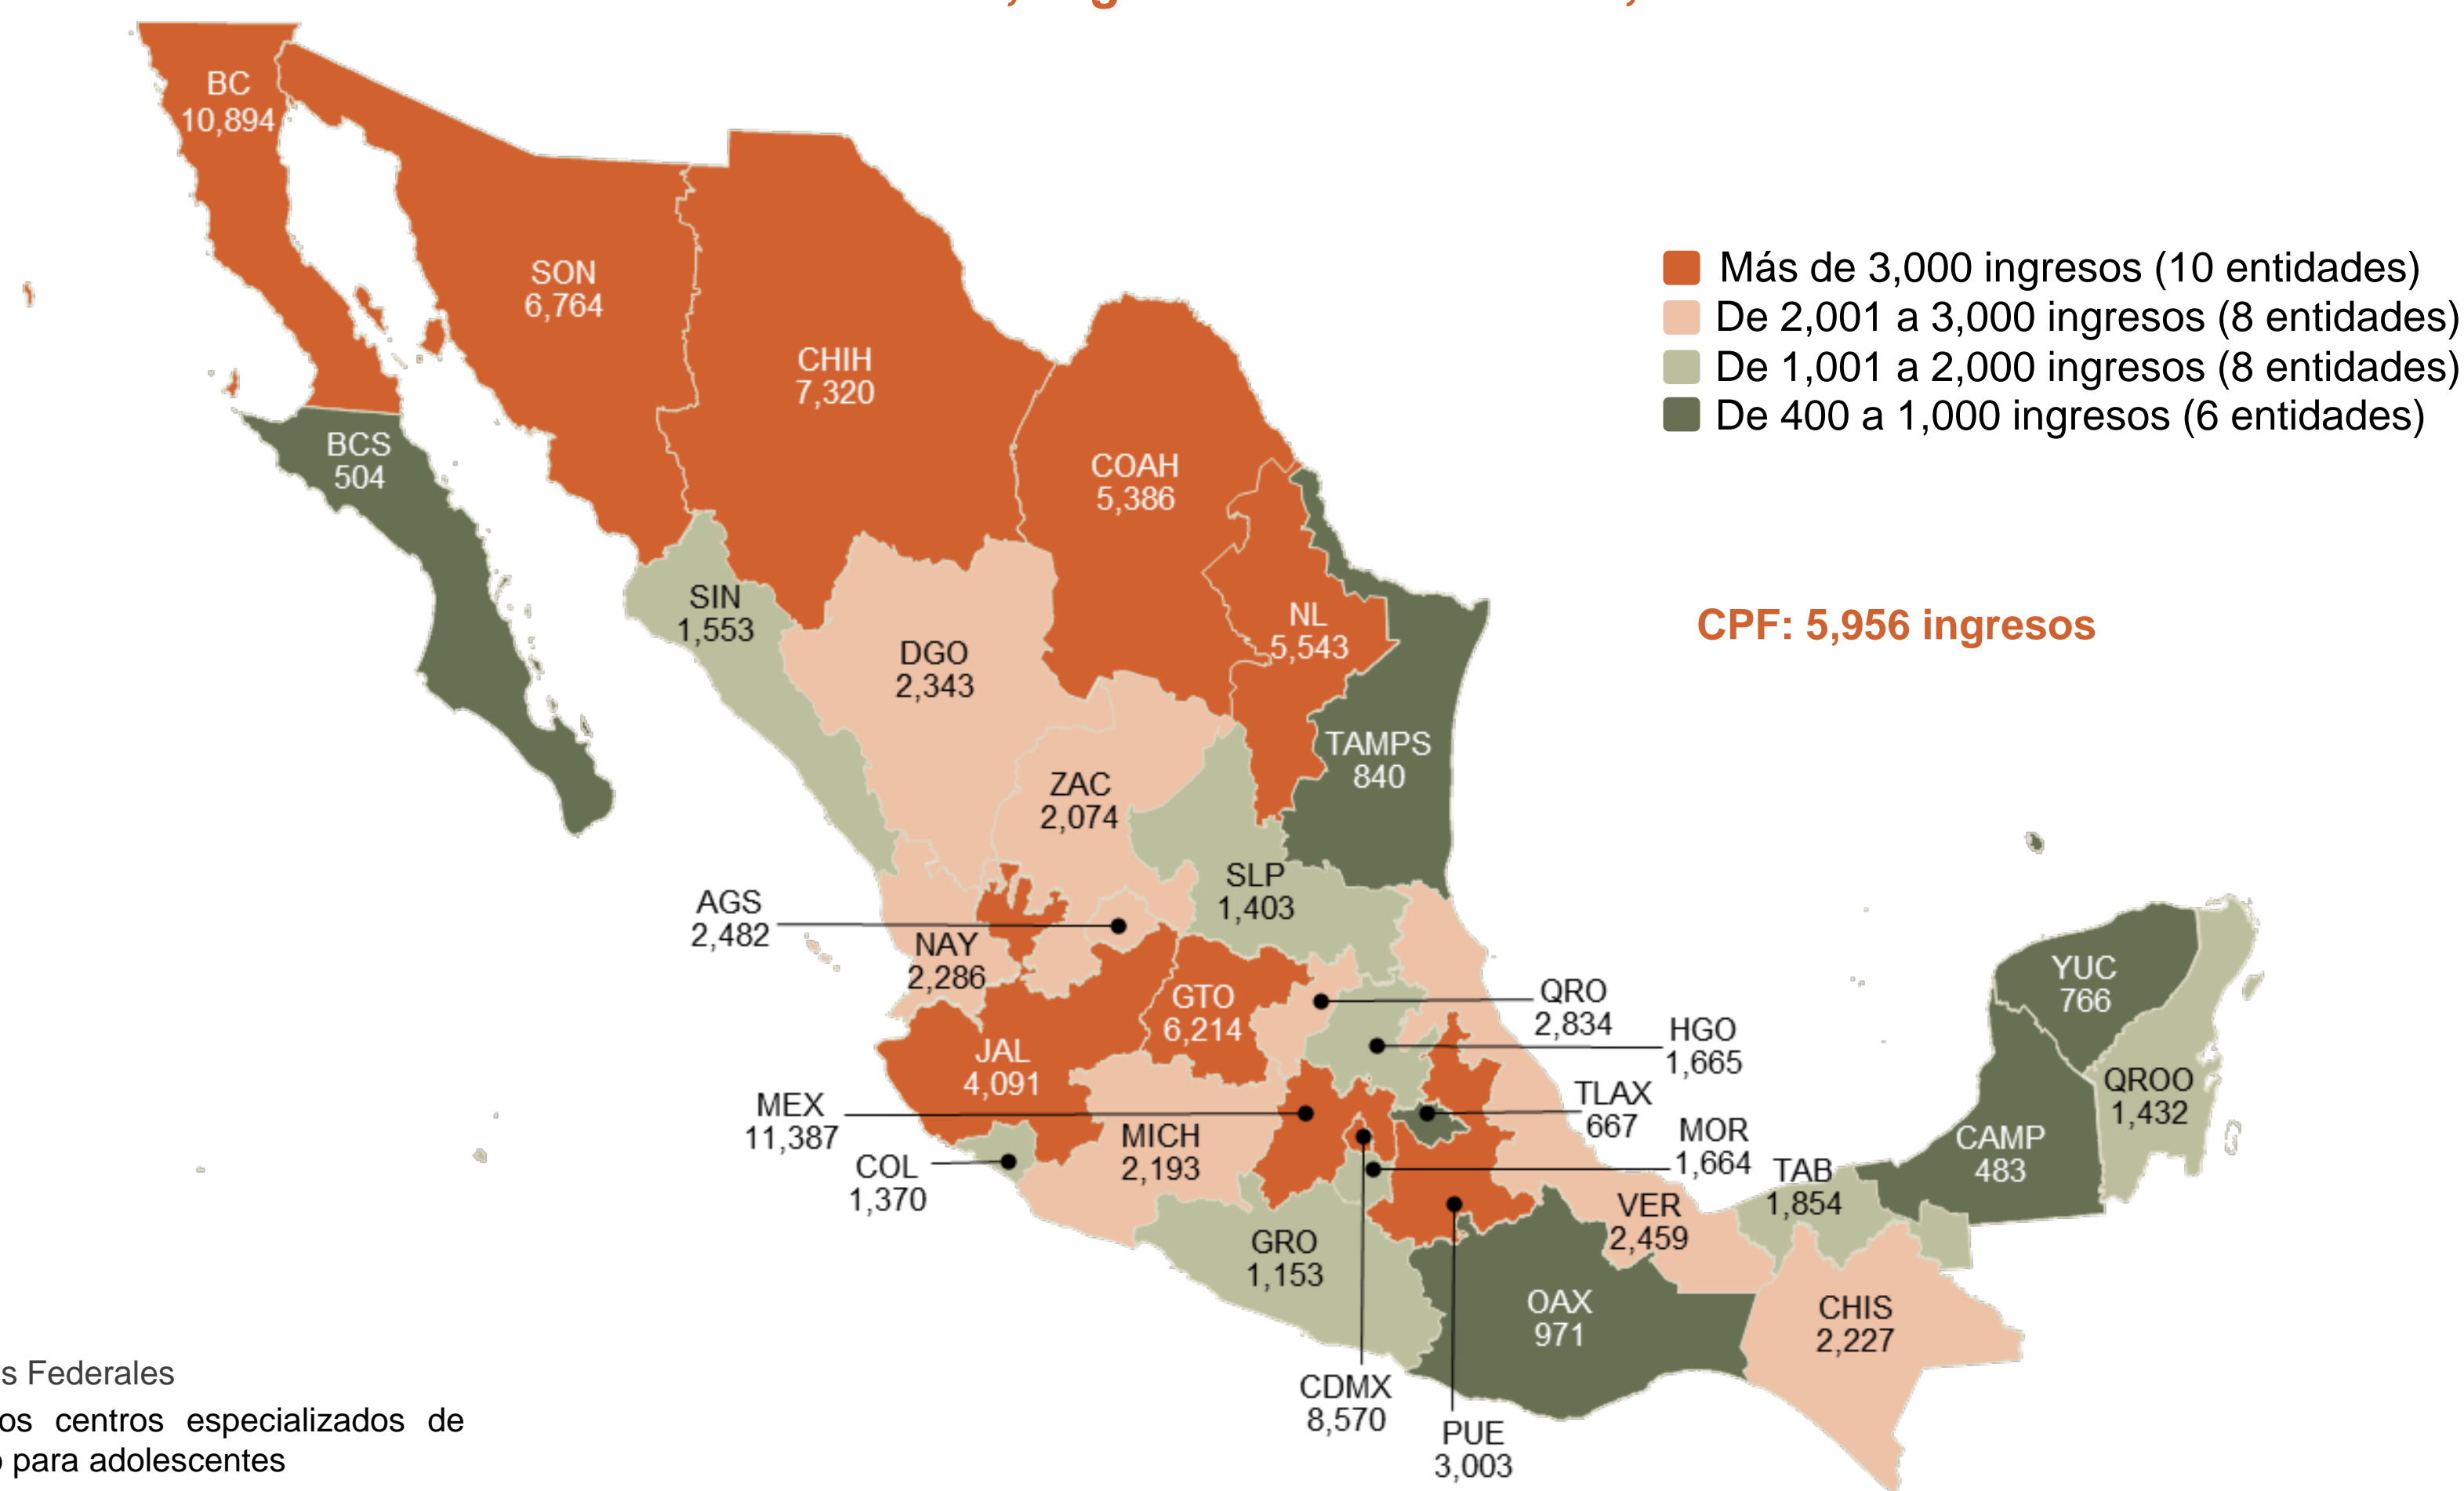 BC
10,894
SON
6,764
CHIH
7,320
COAH
5,386
BCS
504
SIN
1,553
DGO
2,343
NL
5,543
TAMPS
840
ZAC
2,074
SLP
1,403
AGS
2,482
NAY
2,286
GTO
6,214
QRO
2,834
HGO
1,665
JAL
4,091
MEX
11,387
MICH
2,193
COL
1,370
TLAX
667
MOR
1,664
TAB
1,854
VER
2,459
GRO
1,153
OAX
971
CHIS
2,227
CDMX
8,570
PUE
3,003
YUC
766
QROO
1,432
CAMP
483
Más de 3,000 ingresos (10 entidades)
De 2,001 a 3,000 ingresos (8 entidades)
De 1,001 a 2,000 ingresos (8 entidades)
De 400 a 1,000 ingresos (6 entidades)
CPF: 5,956 ingresos
s Federales
os centros especializados de
para adolescentes